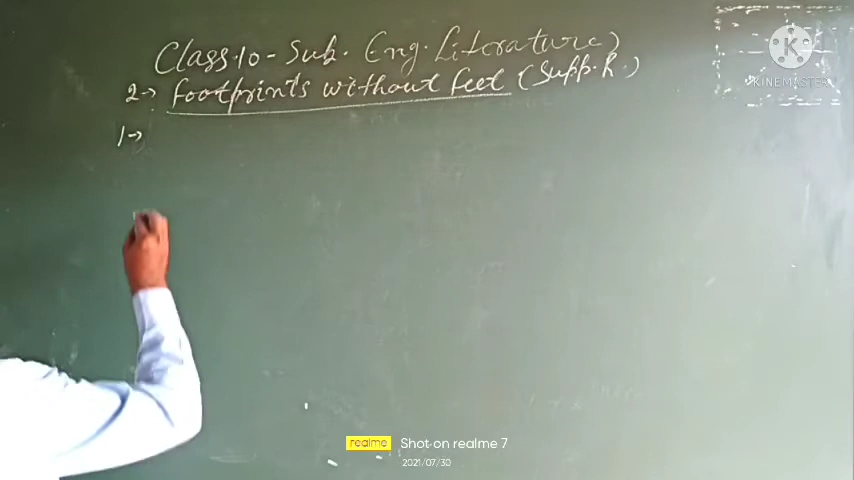 Class.10 - Sub. Eng. Literature)
2-> Footprints without feet (Supp. R.)
1->
KINEMASTER
realme Shot on realme 7
2021/07/30